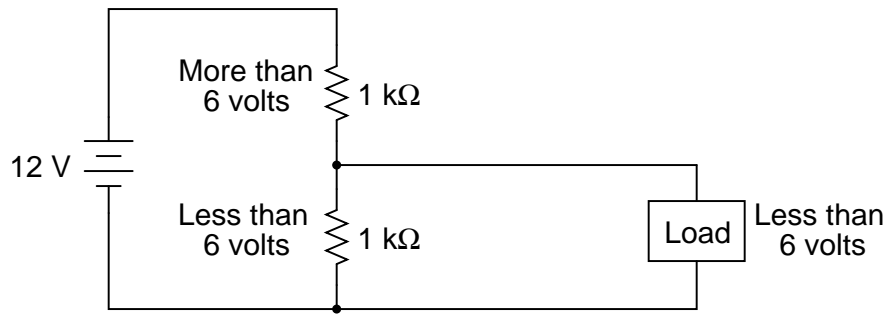 More than
6 volts
1 kΩ
12 V
Less than
6 volts
1 kΩ
Load
Less than
6 volts